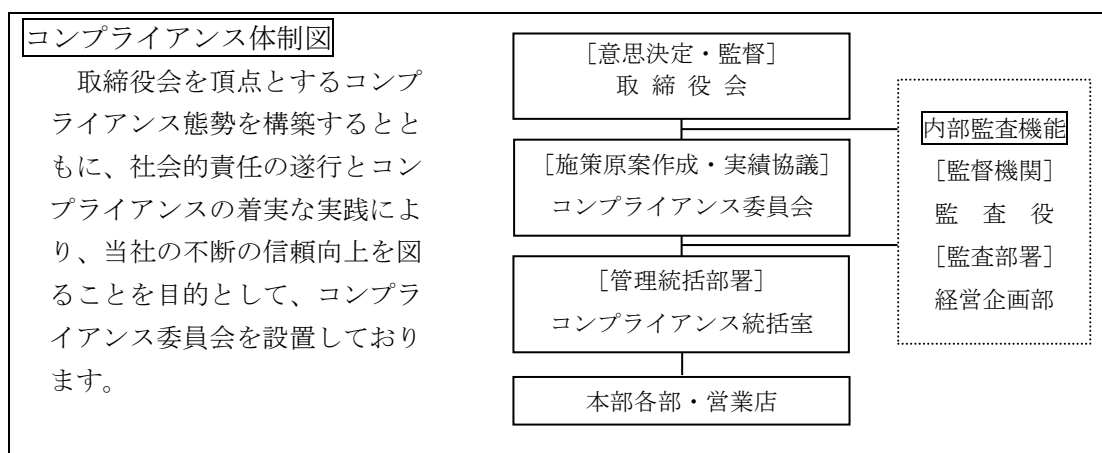 コンプライアンス体制図
取締役会を頂点とするコンプ
ライアンス態勢を構築するとと
もに、社会的責任の遂行とコン
プライアンスの着実な実践によ
り、当社の不断の信頼向上を図
ることを目的として、コンプラ
イアンス委員会を設置しており
ます。
[意思決定・監督]
取 締 役 会
[施策原案作成・実績協議]
コンプライアンス委員会
[管理統括部署]
コンプライアンス統括室
本部各部・営業店
内部監査機能
[監督機関]
監 査 役
[監査部署]
経営企画部